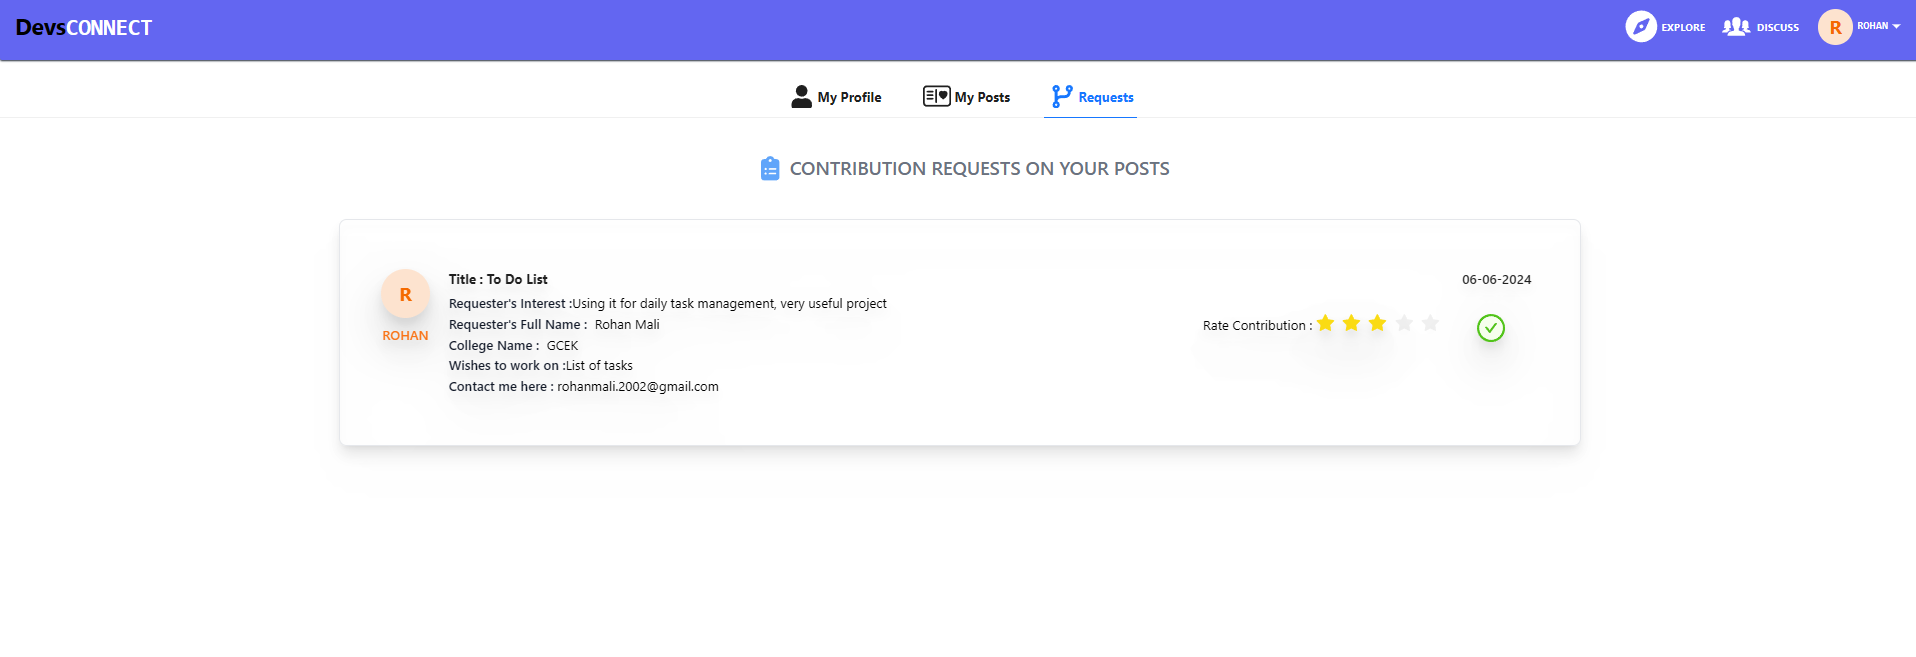 DevsCONNECT
EXPLORE
DISCUSS
R
ROHAN
My Profile
My Posts
Requests
CONTRIBUTION REQUESTS ON YOUR POSTS
R
ROHAN
Title : To Do List
Requester's Interest :Using it for daily task management, very useful project
Requester's Full Name : Rohan Mali
College Name : GCEK
Wishes to work on :List of tasks
Contact me here : rohanmali.2002@gmail.com
Rate Contribution :
06-06-2024